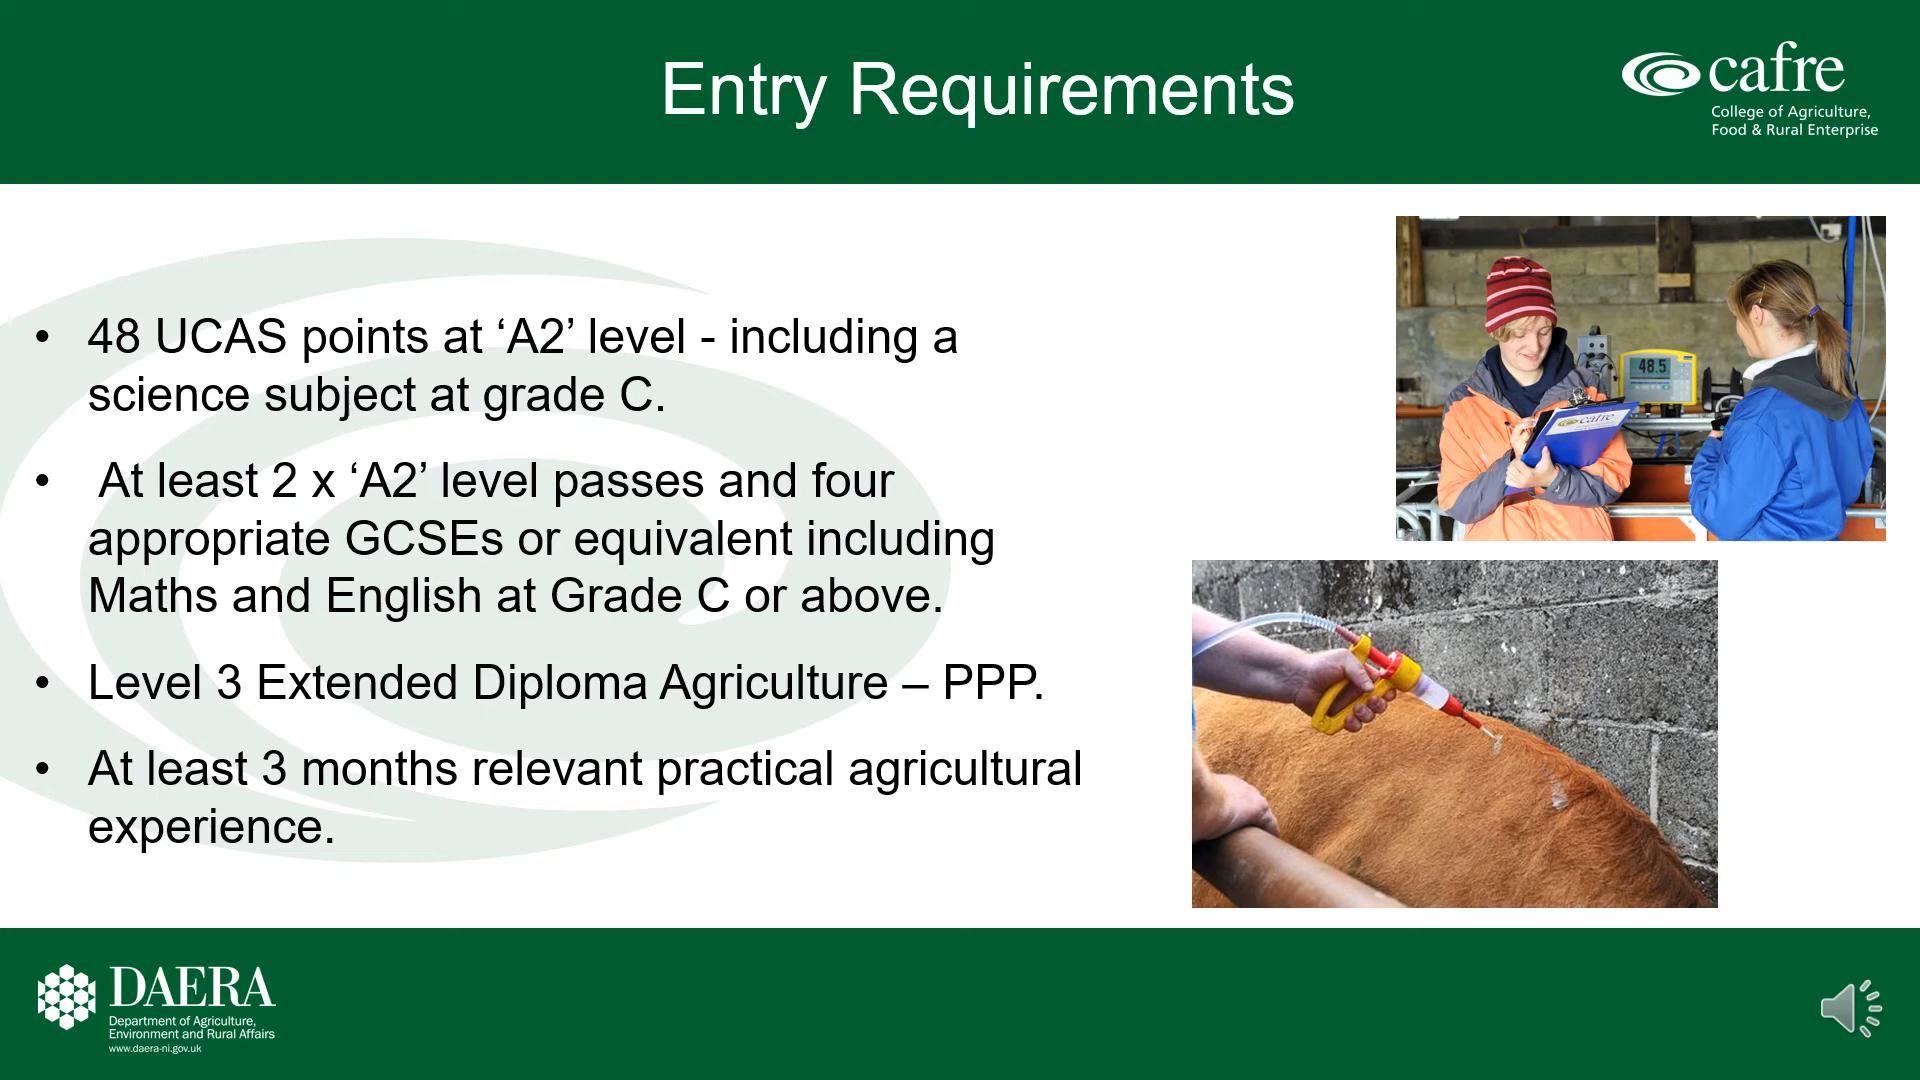 Entry Requirements
cafre
College of Agriculture,
Food & Rural Enterprise
• 48 UCAS points at ‘A2’ level - including a
science subject at grade C.
• At least 2 x ‘A2’ level passes and four
appropriate GCSEs or equivalent including
Maths and English at Grade C or above.
• Level 3 Extended Diploma Agriculture – PPP.
• At least 3 months relevant practical agricultural
experience.
48.5
cafre
DAERA
Department of Agriculture,
Environment and Rural Affairs
www.daera-ni.gov.uk